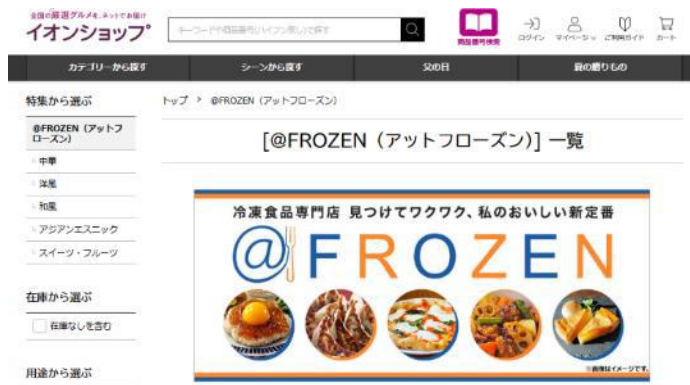 全国の厳選グルメを、ネットでお届け
イオンショップ
キーワードや商品番号(ハイフン無し)で探す
商品番号検索
ログイン
マイページ
ご利用ガイド
カート
カテゴリーから探す
シーンから探す
父の日
夏の贈りもの
特集から選ぶ
トップ > @FROZEN (アットフローズン)
@FROZEN (アットフ
ローズン)
[@FROZEN (アットフローズン)] 一覧
中華
洋風
和風
アジアンエスニック
スイーツ・フルーツ
冷凍食品専門店 見つけてワクワク、私のおいしい新定番
@FROZEN
※画像はイメージです。
在庫から選ぶ
在庫なしを含む
用途から選ぶ